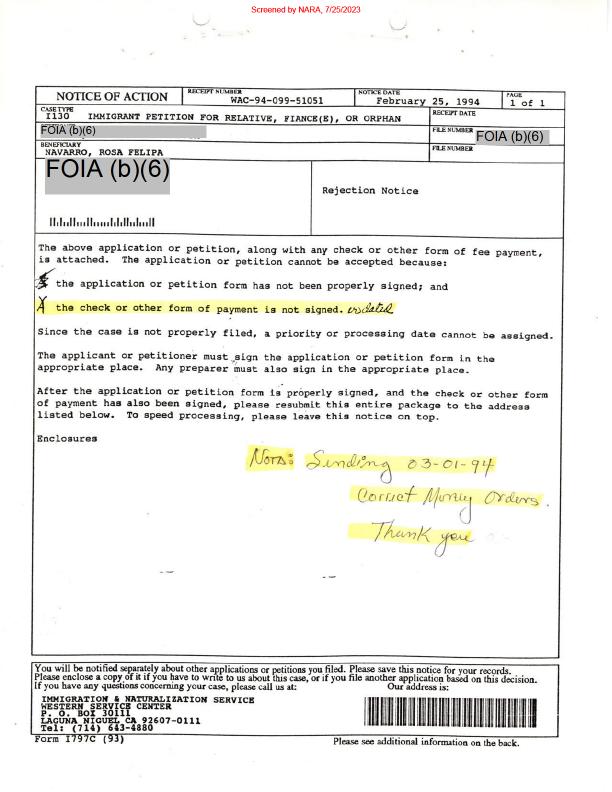 Screened by NARA, 7/25/2023
NOTICE OF ACTION
RECEIPT NUMBER
WAC-94-099-51051
NOTICE DATE
February 25, 1994
PAGE
1 of 1
CASE TYPE
I130 IMMIGRANT PETITION FOR RELATIVE, FIANCE(E), OR ORPHAN
RECEIPT DATE
FOIA (b)(6)
FILE NUMBER
FOIA (b)(6)
BENEFICIARY
NAVARRO, ROSA FELIPA
FILE NUMBER
FOIA (b)(6)
Rejection Notice
The above application or petition, along with any check or other form of fee payment,
is attached. The application or petition cannot be accepted because:
the application or petition form has not been properly signed; and
X the check or other form of payment is not signed. undated
Since the case is not properly filed, a priority or processing date cannot be assigned.
The applicant or petitioner must sign the application or petition form in the
appropriate place. Any preparer must also sign in the appropriate place.
After the application or petition form is properly signed, and the check or other form
of payment has also been signed, please resubmit this entire package to the address
listed below. To speed processing, please leave this notice on top.
Enclosures
Nota: Sending 03-01-94
Correct Money Orders.
Thank you
You will be notified separately about other applications or petitions you filed. Please save this notice for your records.
Please enclose a copy of it if you have to write to us about this case, or if you file another application based on this decision.
If you have any questions concerning your case, please call us at:
Our address is:
IMMIGRATION & NATURALIZATION SERVICE
WESTERN SERVICE CENTER
P. O. BOX 30111
LAGUNA NIGUEL CA 92607-0111
Tel: (714) 643-4880
Form I797C (93)
Please see additional information on the back.